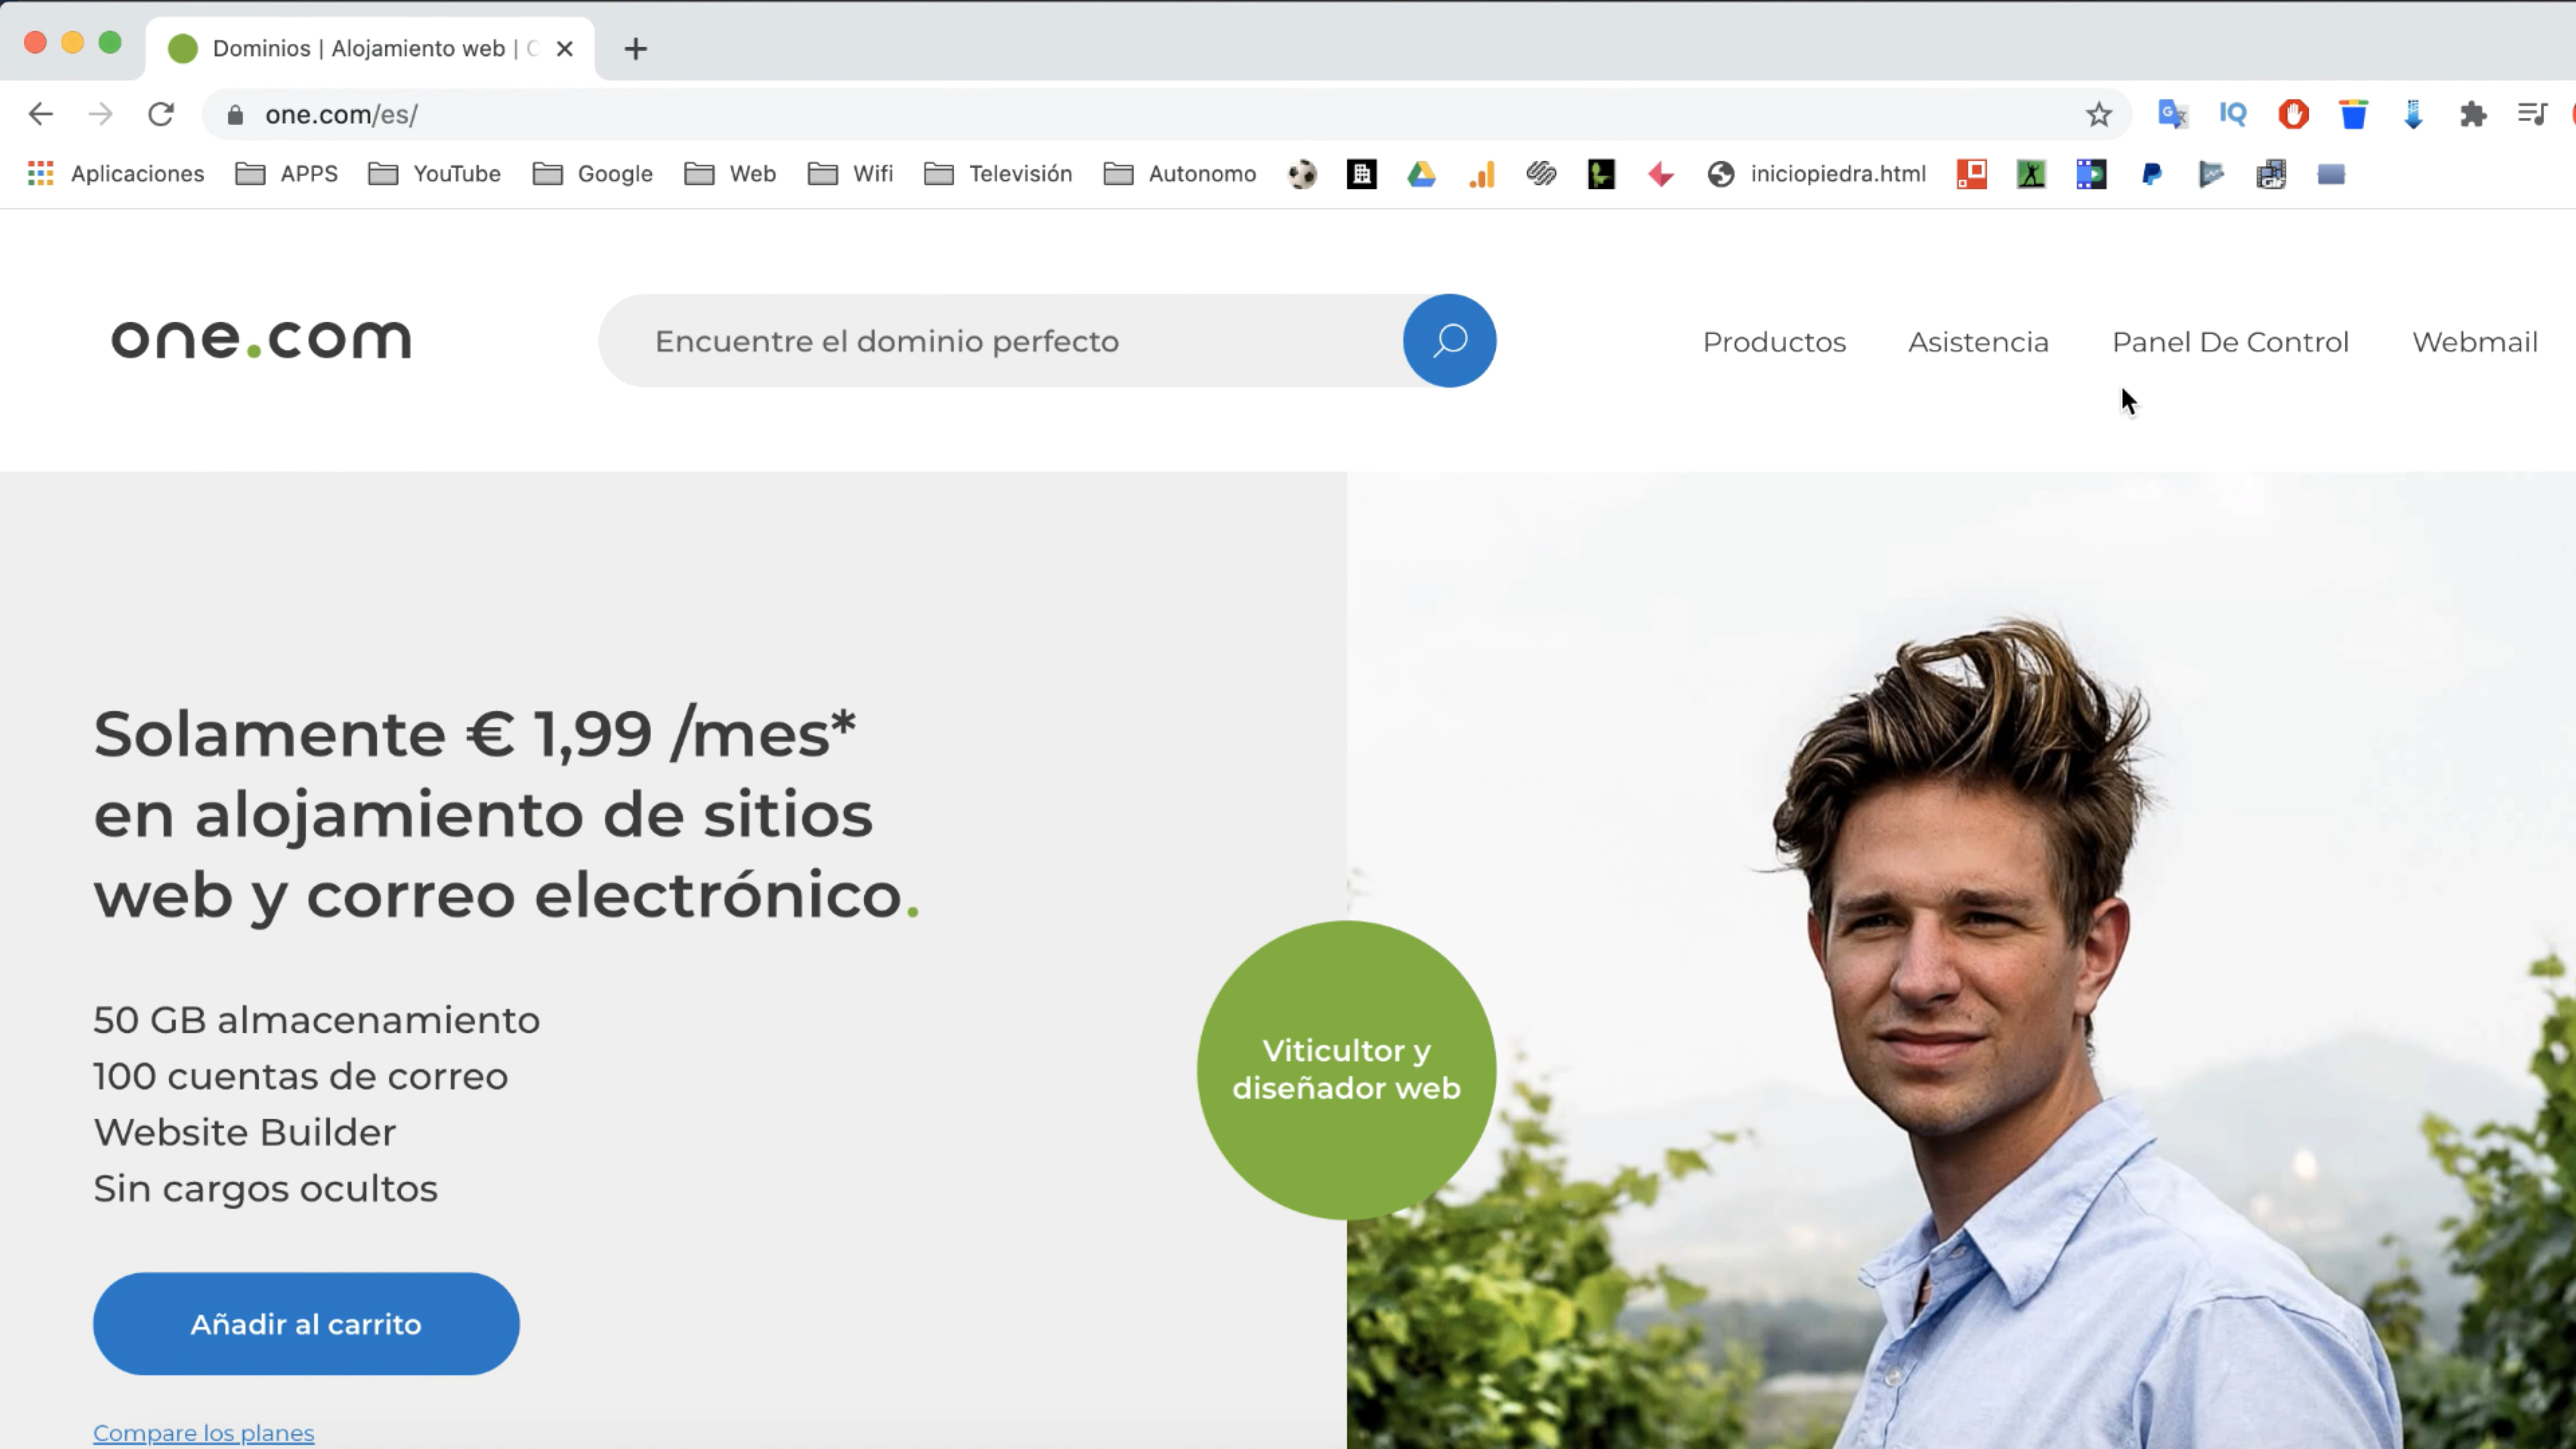 Dominios | Alojamiento web |
one.com/es/
Aplicaciones APPS YouTube Google Web Wifi Televisión Autonomo iniciopiedra.html
one.com
Encuentre el dominio perfecto
Productos Asistencia Panel De Control Webmail
Solamente € 1,99 /mes*
en alojamiento de sitios
web y correo electrónico.
50 GB almacenamiento
100 cuentas de correo
Website Builder
Sin cargos ocultos
Viticultor y
diseñador web
Añadir al carrito
Compare los planes